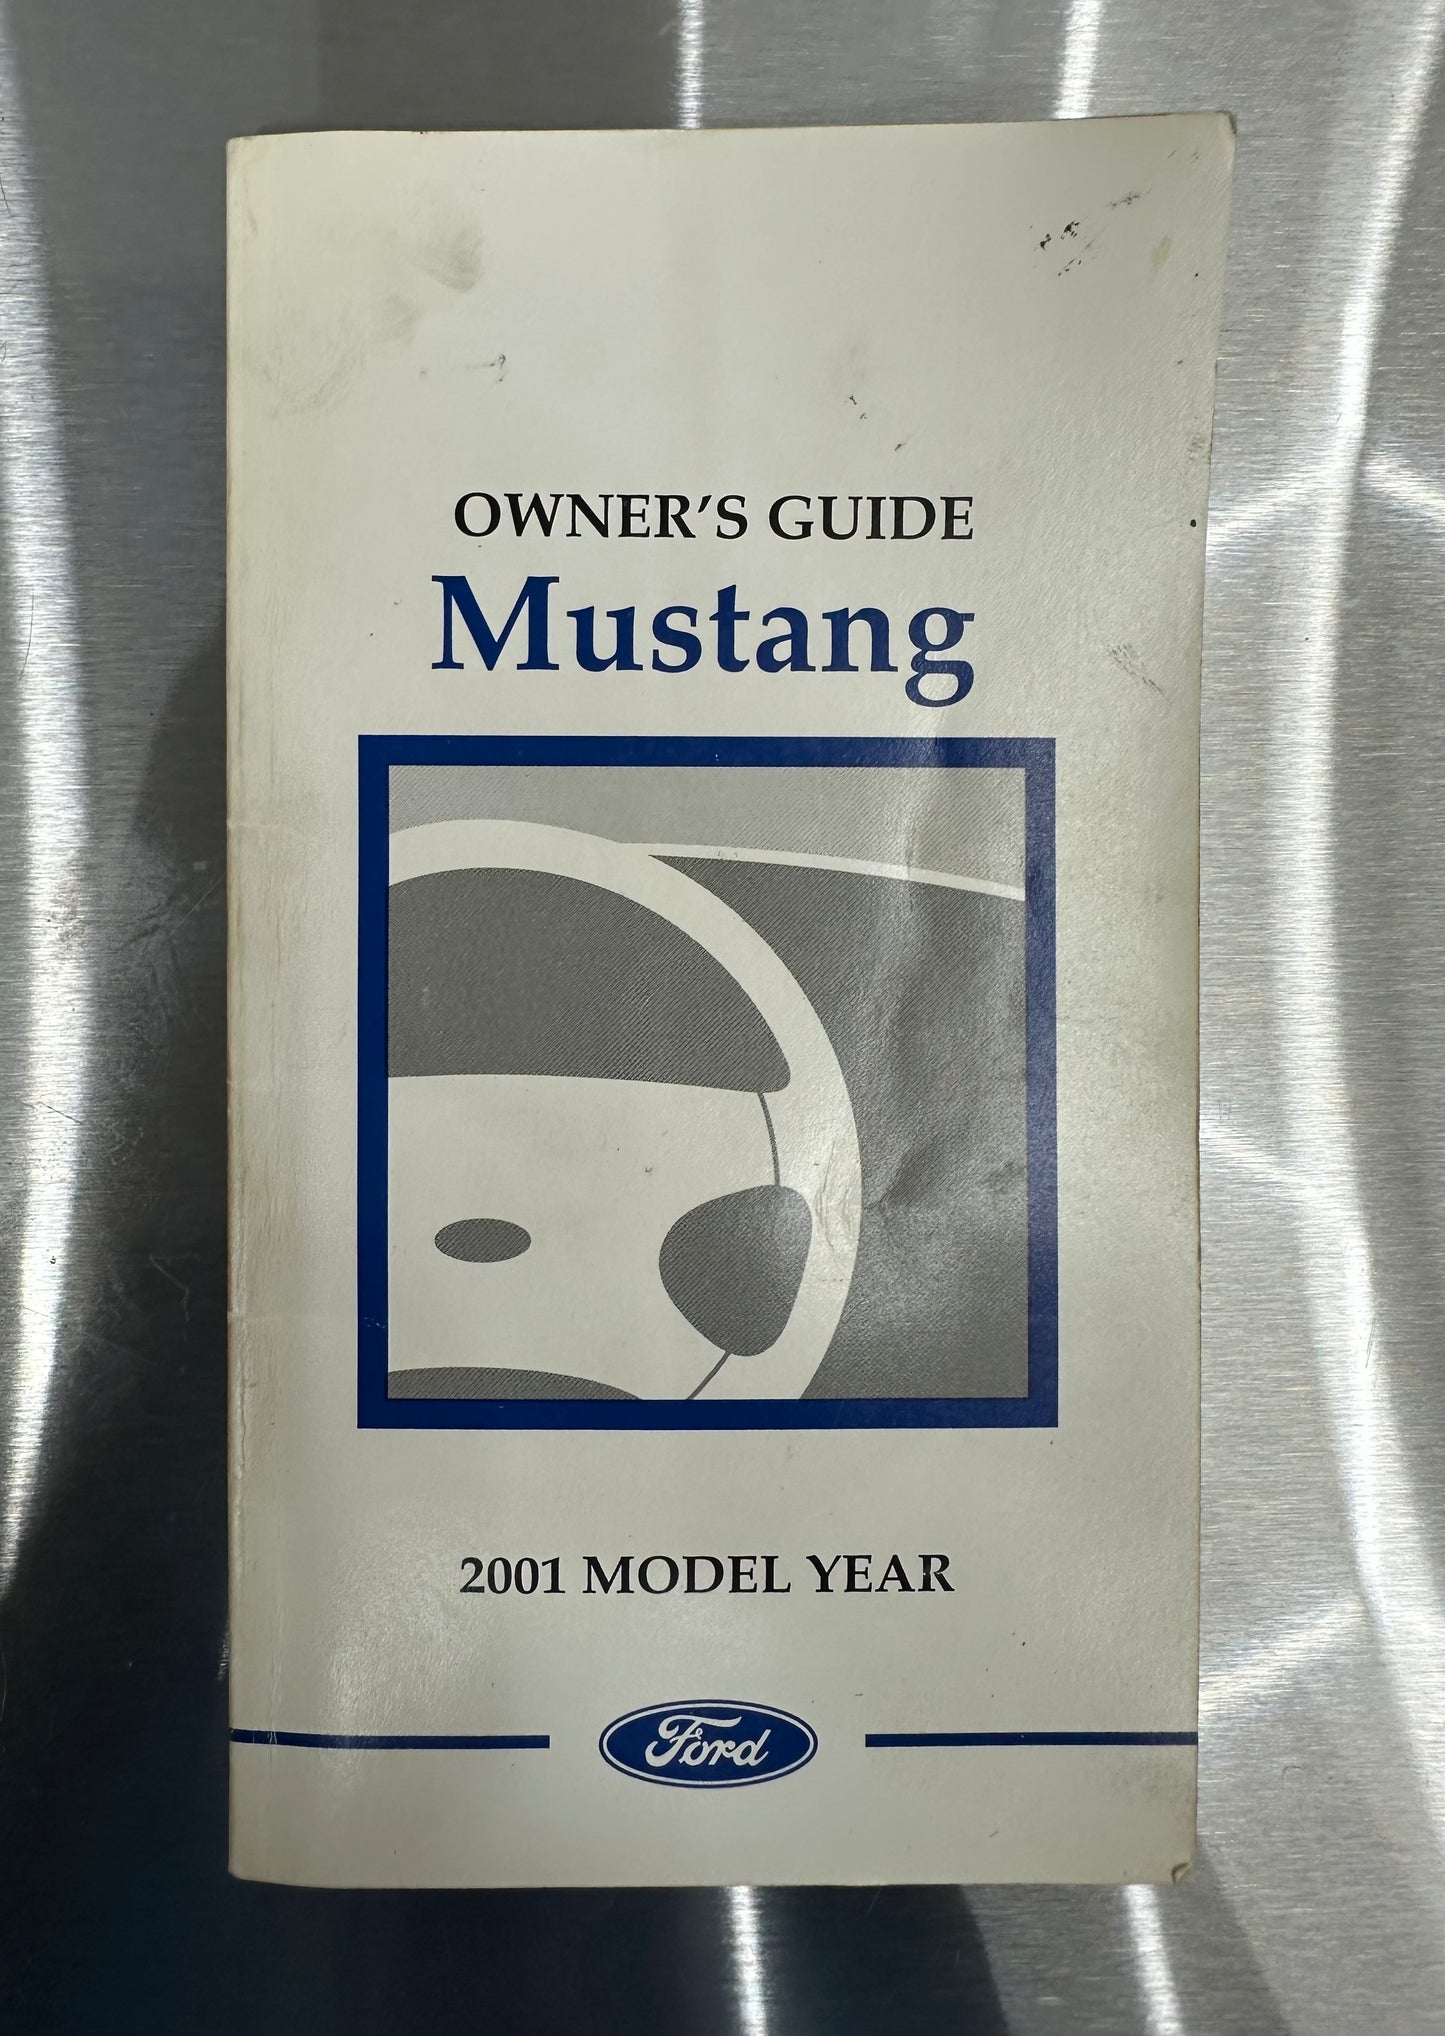 OWNER’S GUIDE
Mustang
2001 MODEL YEAR
Ford